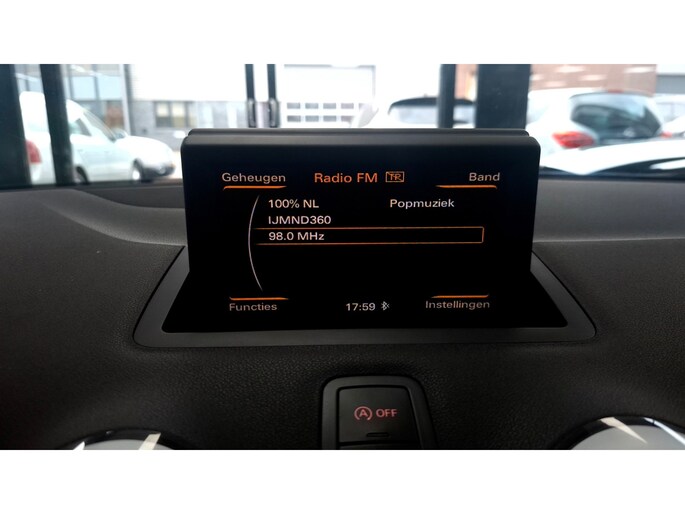 Geheugen Radio FM TP Band
100% NL Popmuziek
IJMND360
98.0 MHz
Functies 17:59 Instellingen
A OFF